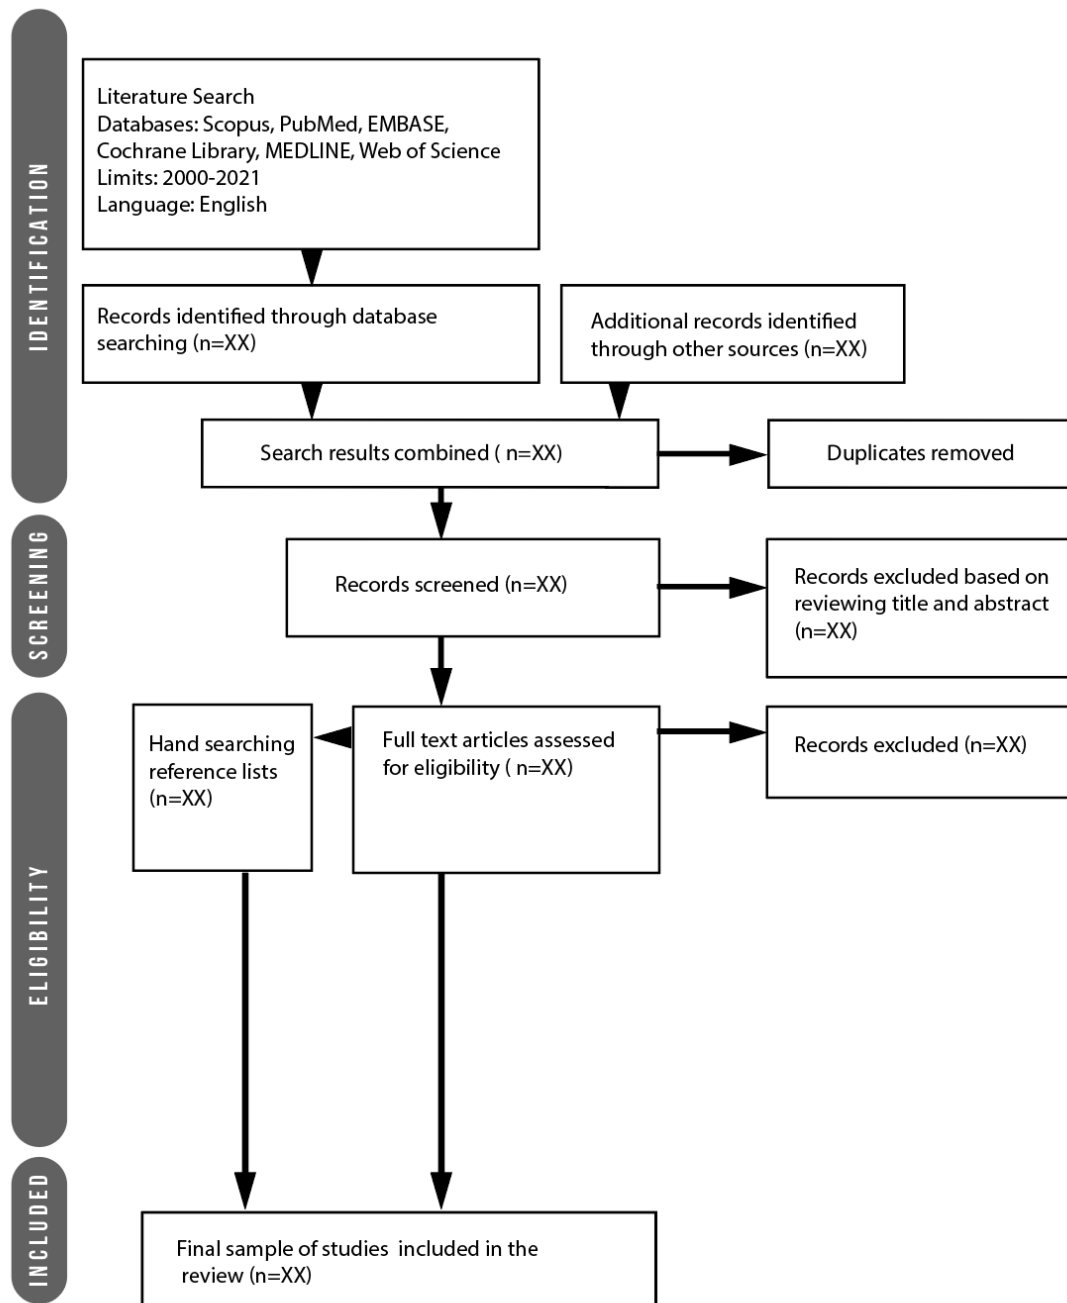 IDENTIFICATION
Literature Search
Databases: Scopus, PubMed, EMBASE,
Cochrane Library, MEDLINE, Web of Science
Limits: 2000-2021
Language: English
Records identified through database
searching (n=XX)
Additional records identified
through other sources (n=XX)
Search results combined ( n=XX)
Duplicates removed
SCREENING
Records screened (n=XX)
Records excluded based on
reviewing title and abstract
(n=XX)
ELIGIBILITY
Hand searching
reference lists
(n=XX)
Full text articles assessed
for eligibility ( n=XX)
Records excluded (n=XX)
INCLUDED
Final sample of studies included in the
review (n=XX)